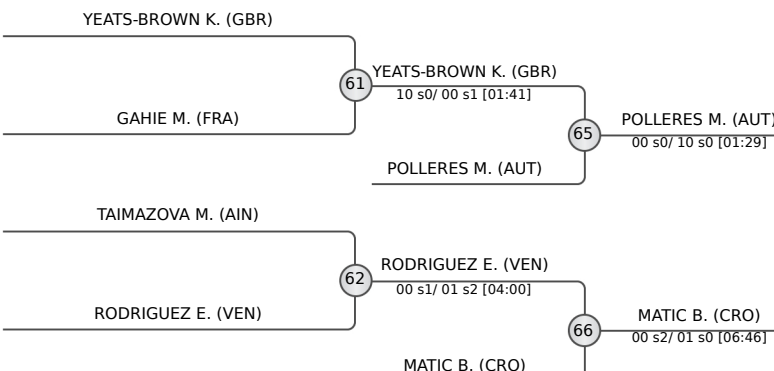 YEATS-BROWN K. (GBR)
61
YEATS-BROWN K. (GBR)
10 s0/ 00 s1 [01:41]
GAHIE M. (FRA)
65
POLLERES M. (AUT)
00 s0/ 10 s0 [01:29]
POLLERES M. (AUT)
TAIMAZOVA M. (AIN)
62
RODRIGUEZ E. (VEN)
00 s1/ 01 s2 [04:00]
RODRIGUEZ E. (VEN)
66
MATIC B. (CRO)
00 s2/ 01 s0 [06:46]
MATIC B. (CRO)